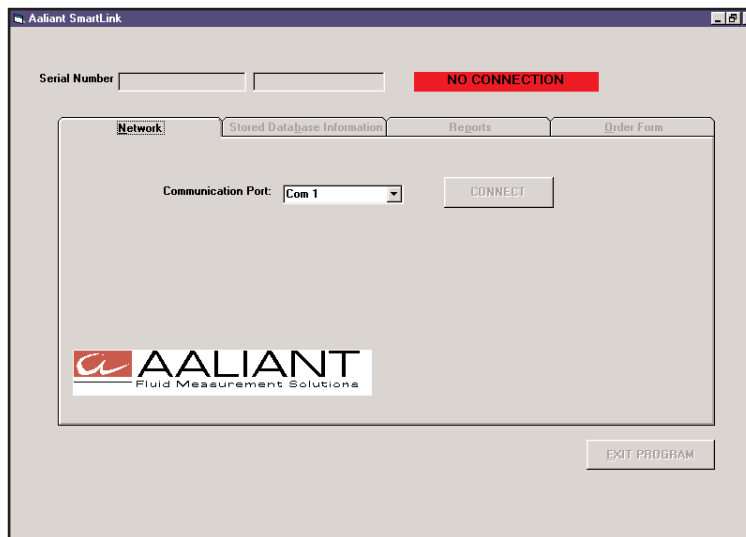 Aaliant SmartLink
Serial Number
NO CONNECTION
Network Stored Database Information Reports Order Form
Communication Port: Com 1 CONNECT
a AALIANT
Fluid Measurement Solutions
EXIT PROGRAM